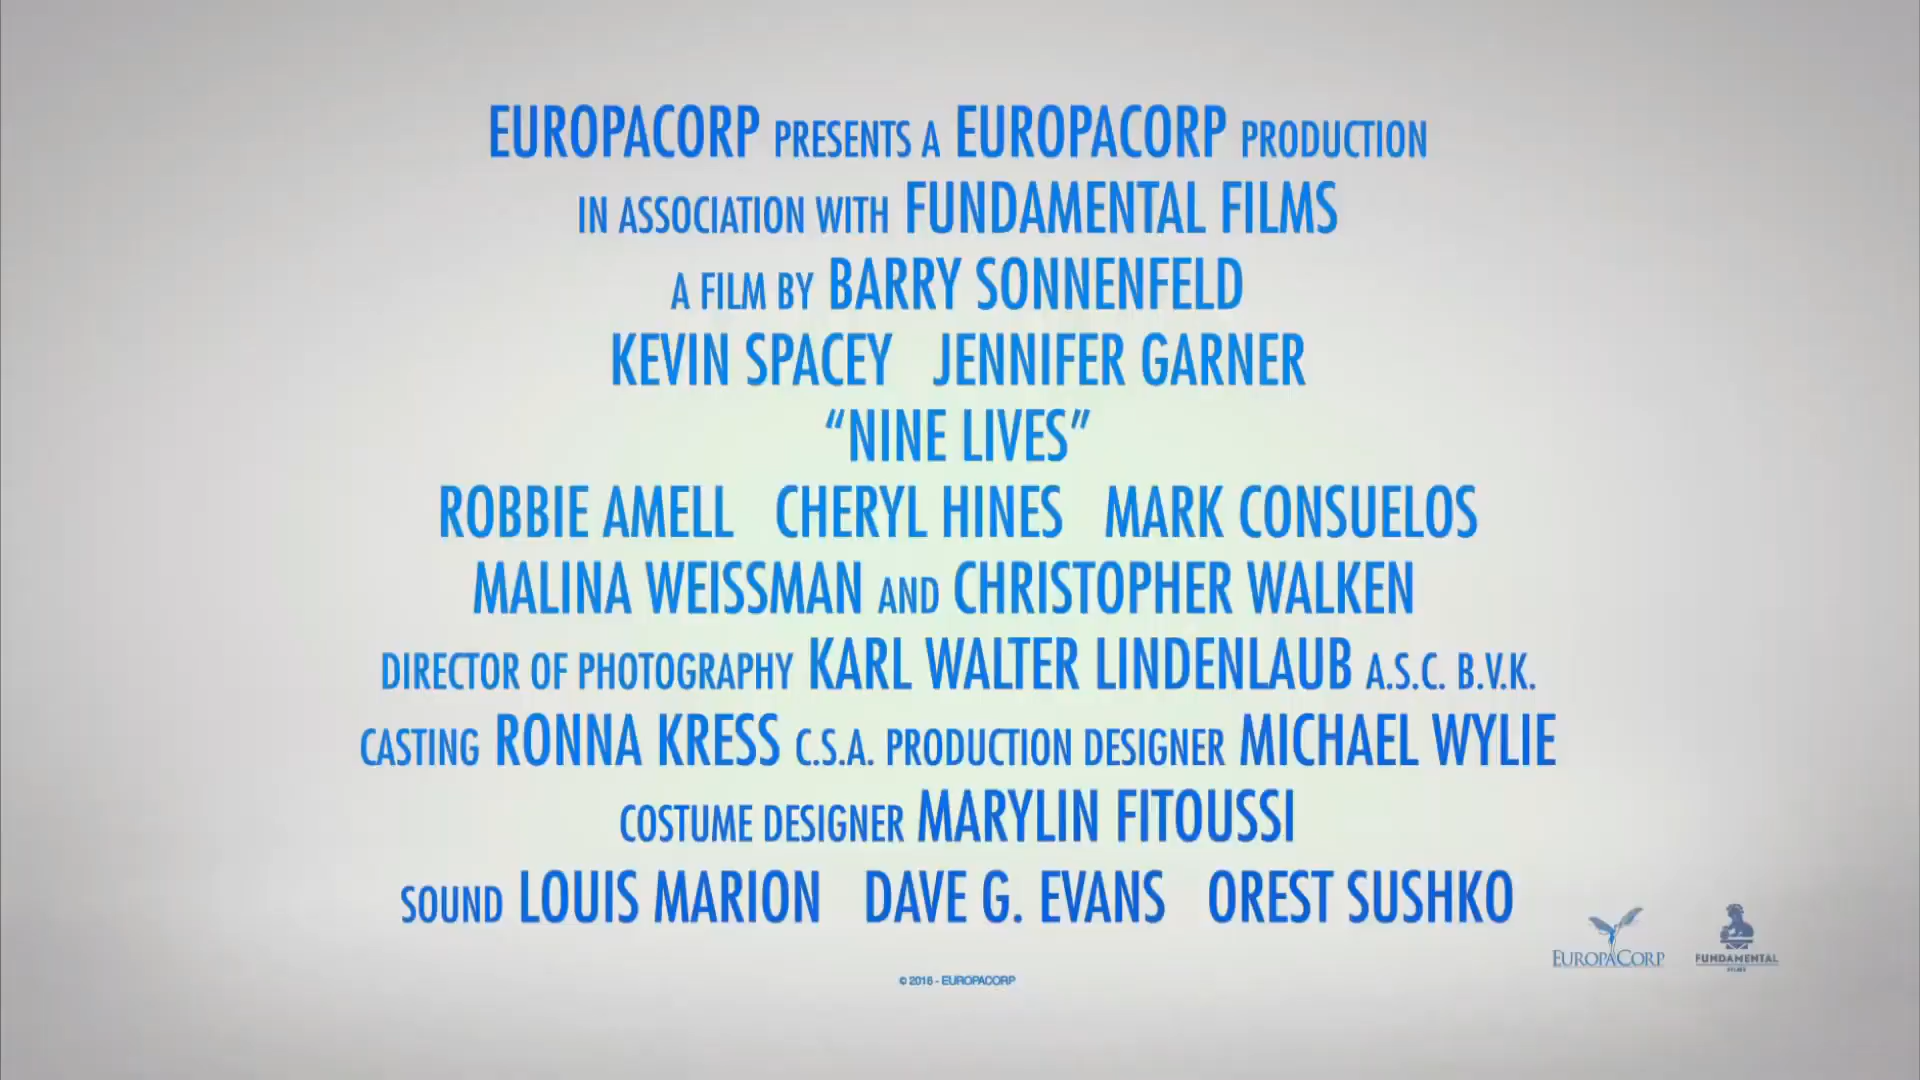 EUROPACORP PRESENTS A EUROPACORP PRODUCTION
IN ASSOCIATION WITH FUNDAMENTAL FILMS
A FILM BY BARRY SONNENFELD
KEVIN SPACEY JENNIFER GARNER
“NINE LIVES”
ROBBIE AMELL CHERYL HINES MARK CONSUELOS
MALINA WEISSMAN AND CHRISTOPHER WALKEN
DIRECTOR OF PHOTOGRAPHY KARL WALTER LINDENLAUB A.S.C. B.V.K.
CASTING RONNA KRESS C.S.A. PRODUCTION DESIGNER MICHAEL WYLIE
COSTUME DESIGNER MARYLIN FITOUSSI
SOUND LOUIS MARION DAVE G. EVANS OREST SUSHKO
EUROPACORP
FUNDAMENTAL
FILMS
© 2016 - EUROPACORP